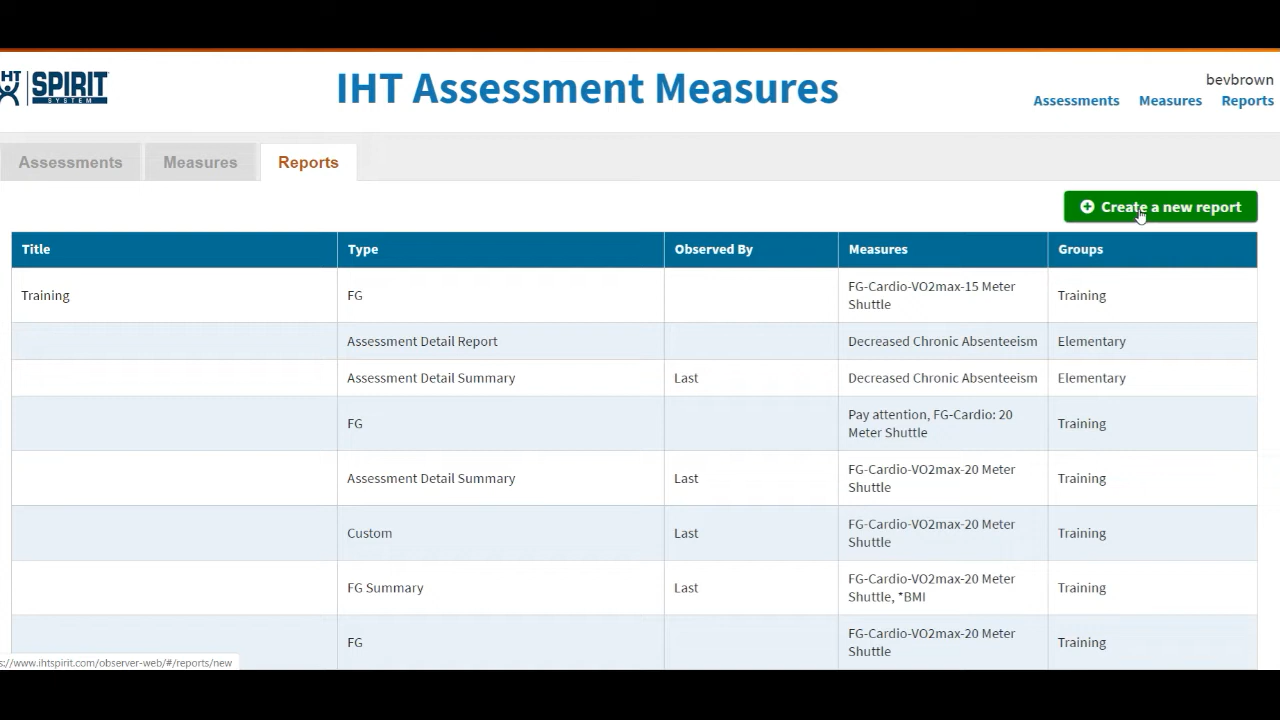 HT SPIRIT
SYSTEM
IHT Assessment Measures
bevbrown
Assessments Measures Reports
Assessments Measures Reports
Create a new report
Title Type Observed By Measures Groups
Training FG FG-Cardio-VO2max-15 Meter Shuttle Training
Assessment Detail Report Decreased Chronic Absenteeism Elementary
Assessment Detail Summary Last Decreased Chronic Absenteeism Elementary
FG Pay attention, FG-Cardio: 20 Meter Shuttle Training
Assessment Detail Summary Last FG-Cardio-VO2max-20 Meter Shuttle Training
Custom Last FG-Cardio-VO2max-20 Meter Shuttle Training
FG Summary Last FG-Cardio-VO2max-20 Meter Shuttle, *BMI Training
FG FG-Cardio-VO2max-20 Meter Shuttle Training
s://www.ihtspirit.com/observer-web/#/reports/new